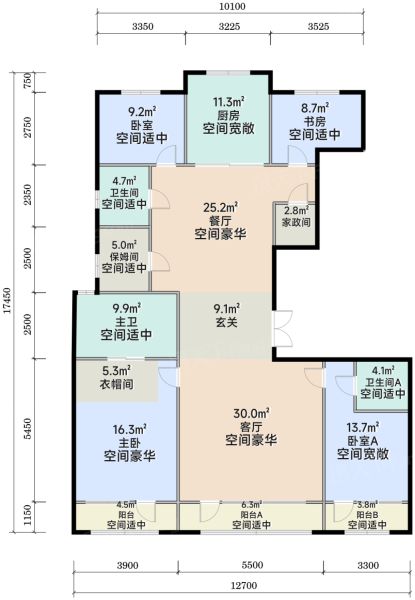 10100
3350
3225
3525
750
2750
2350
2500
2500
5450
1150
17450
9.2㎡
卧室
空间适中
11.3㎡
厨房
空间宽敞
8.7㎡
书房
空间适中
4.7㎡
卫生间
空间适中
25.2㎡
餐厅
空间豪华
2.8㎡
家政间
5.0㎡
保姆间
空间适中
9.9㎡
主卫
空间适中
9.1㎡
玄关
5.3㎡
衣帽间
16.3㎡
主卧
空间豪华
30.0㎡
客厅
空间豪华
4.1㎡
卫生间A
空间适中
13.7㎡
卧室A
空间宽敞
4.5㎡
阳台
空间适中
6.3㎡
阳台A
空间适中
3.8㎡
阳台B
空间适中
3900
5500
3300
12700